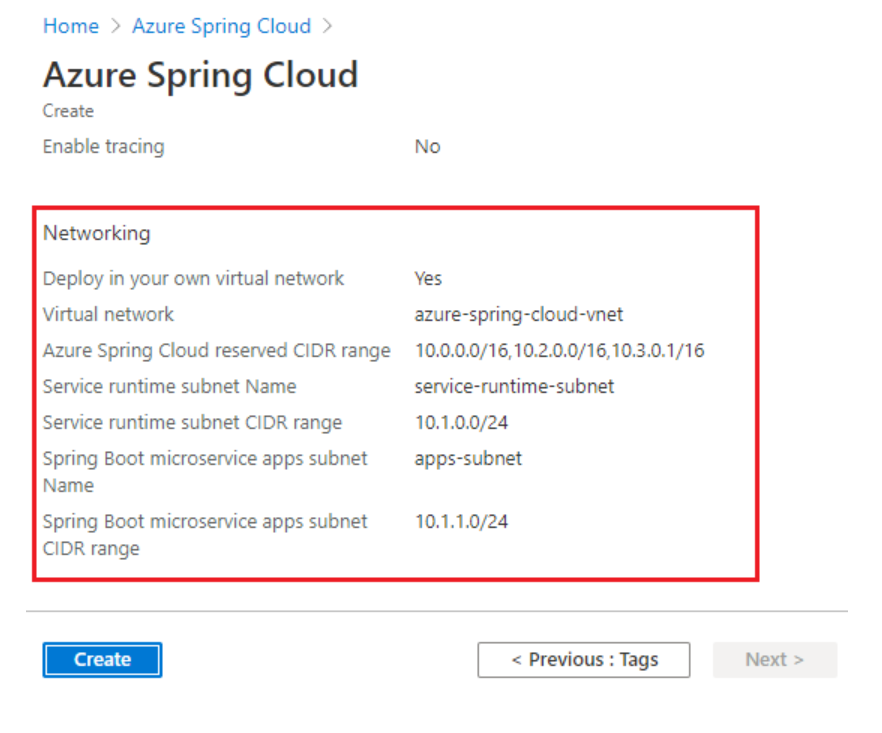 Home > Azure Spring Cloud >
Azure Spring Cloud
Create
Enable tracing No
Networking
Deploy in your own virtual network Yes
Virtual network azure-spring-cloud-vnet
Azure Spring Cloud reserved CIDR range 10.0.0.0/16,10.2.0.0/16,10.3.0.1/16
Service runtime subnet Name service-runtime-subnet
Service runtime subnet CIDR range 10.1.0.0/24
Spring Boot microservice apps subnet apps-subnet
Name
Spring Boot microservice apps subnet 10.1.1.0/24
CIDR range
Create < Previous : Tags Next >